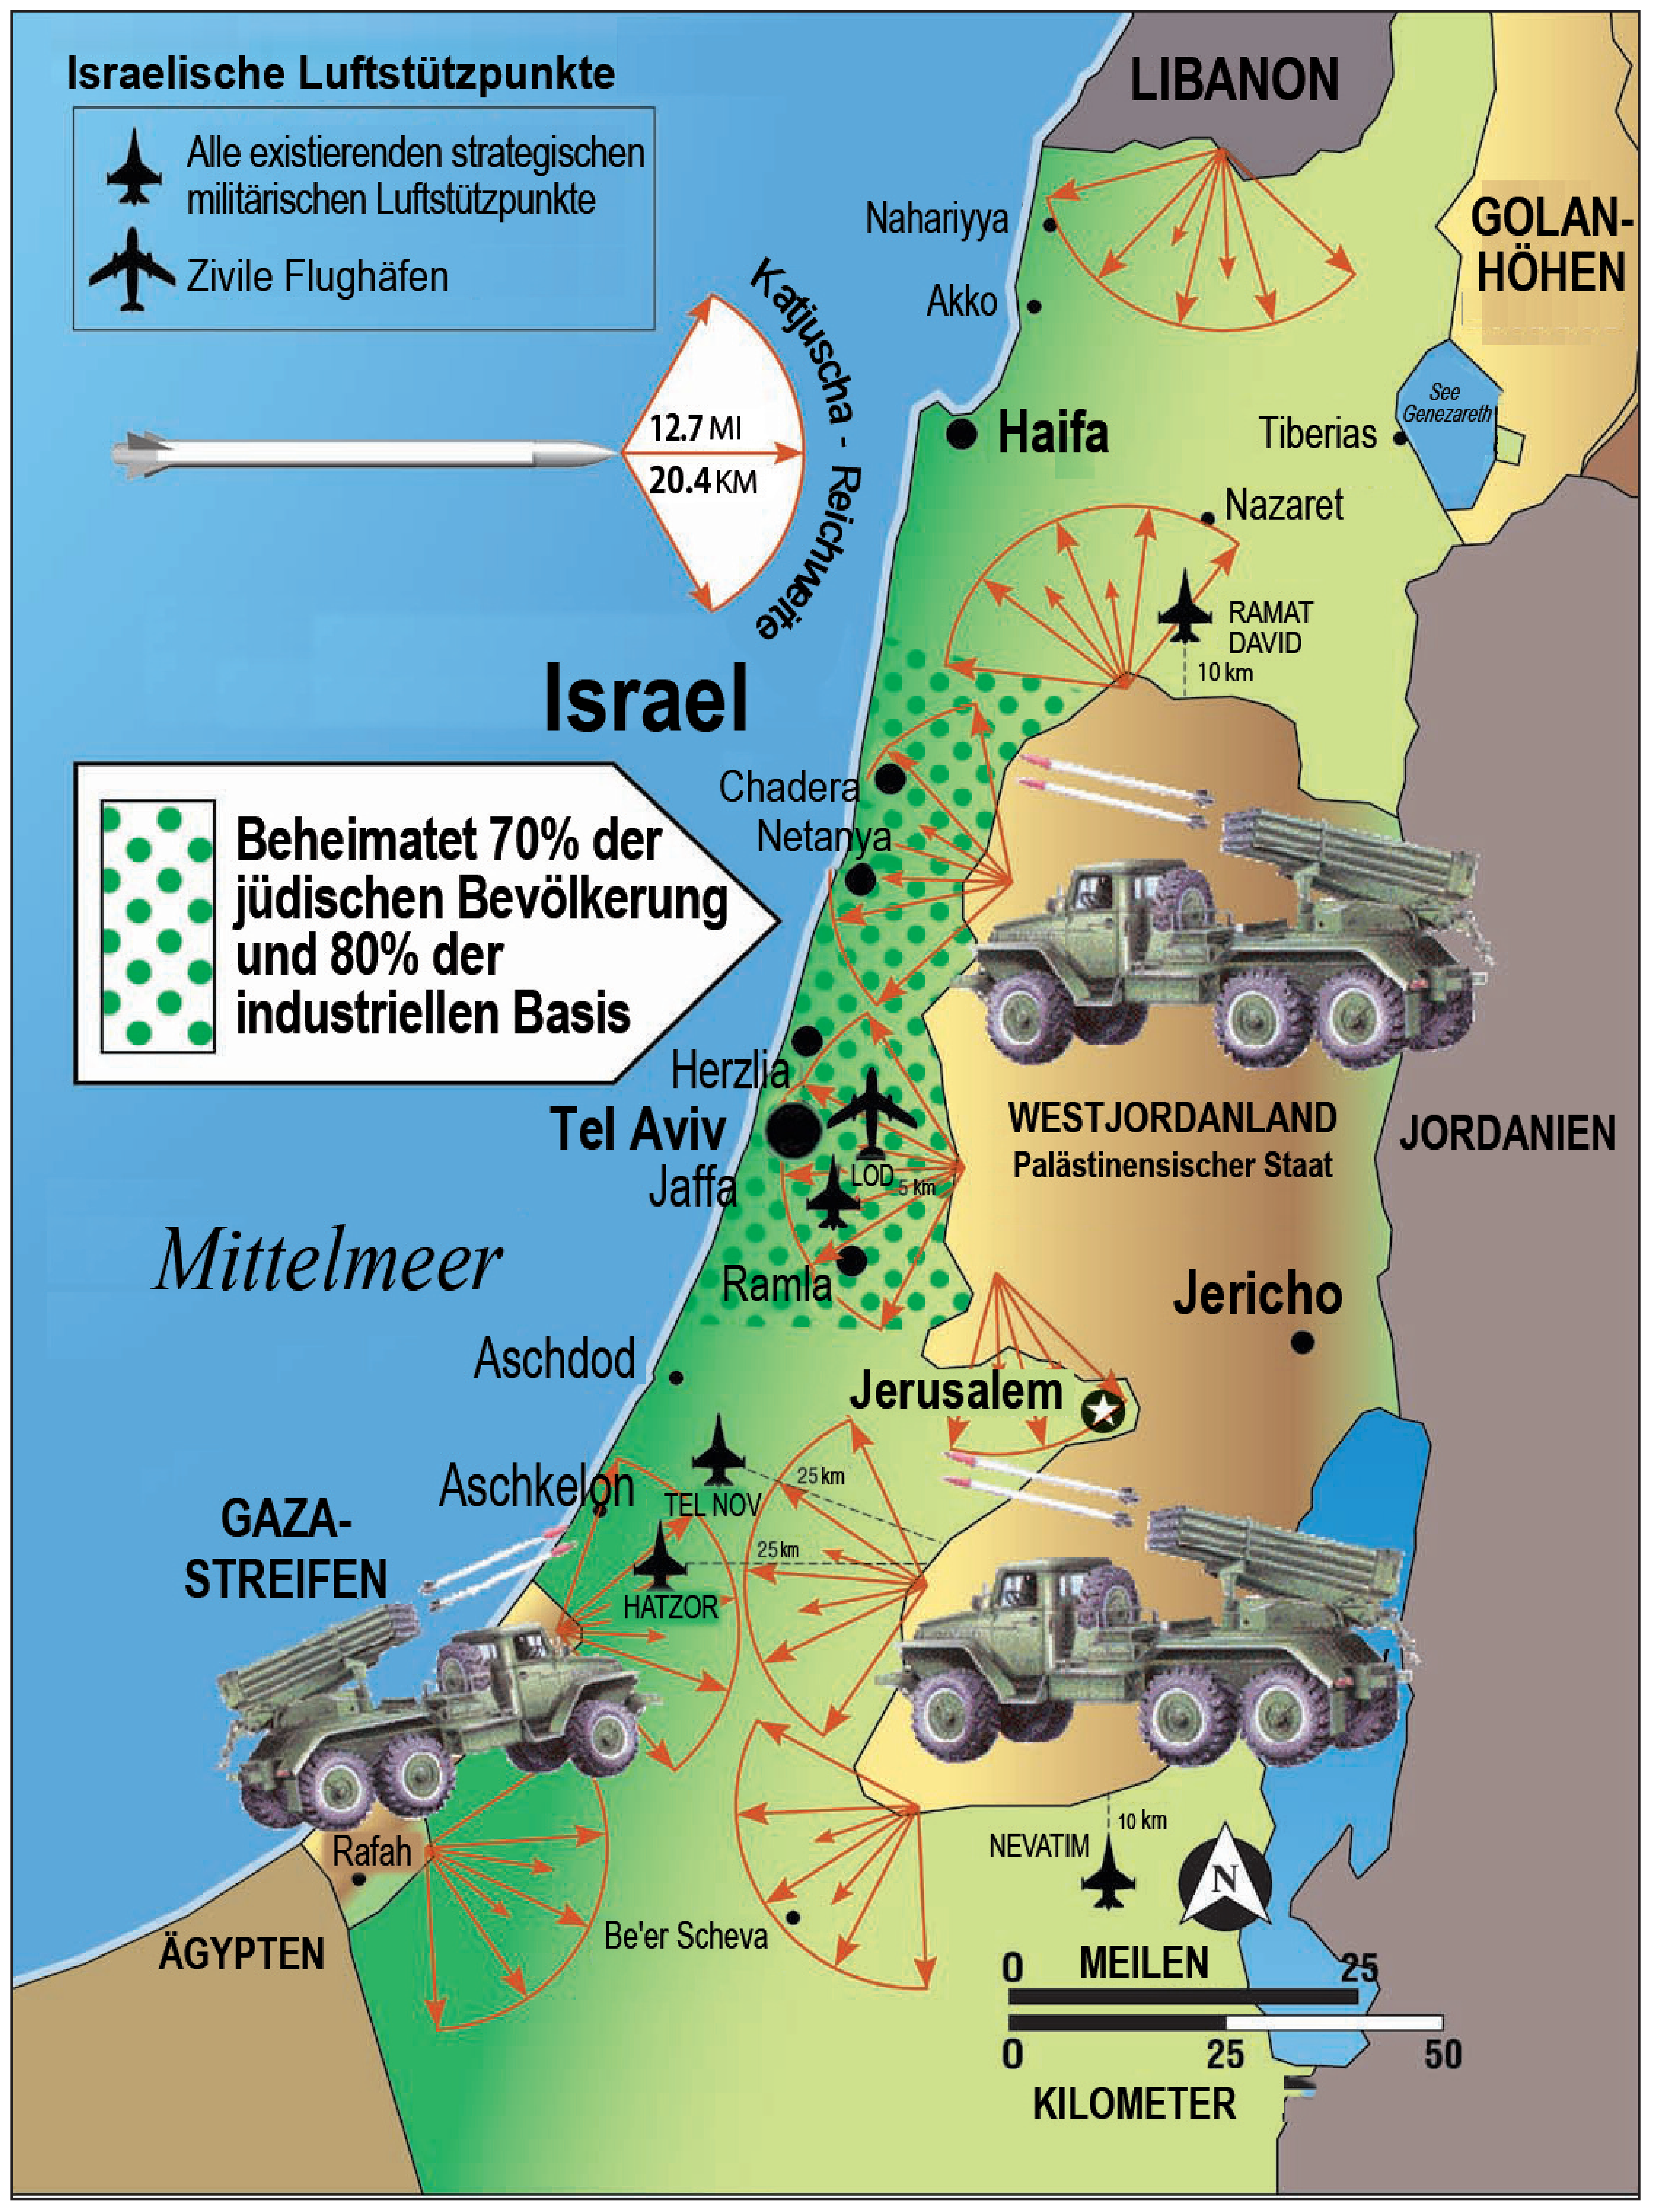 Israelische Luftstützpunkte
Alle existierenden strategischen
militärischen Luftstützpunkte
Zivile Flughäfen
LIBANON
GOLAN-
HÖHEN
Nahariyya
Akko
See
Genezareth
Haifa
Tiberias
Nazaret
Katjuscha - Reichweite
12.7 MI
20.4 KM
RAMAT
DAVID
10 km
Israel
Chadera
Netanya
Beheimatet 70% der
jüdischen Bevölkerung
und 80% der
industriellen Basis
Herzlia
Tel Aviv
Jaffa
LOD
5 km
WESTJORDANLAND
Palästinensischer Staat
JORDANIEN
Mittelmeer
Ramla
Jericho
Aschdod
Jerusalem
Aschkelon
TEL NOV
25 km
25 km
HATZOR
GAZA-
STREIFEN
Rafah
ÄGYPTEN
Be'er Scheva
NEVATIM
10 km
N
0 MEILEN 25
0 25 50
KILOMETER